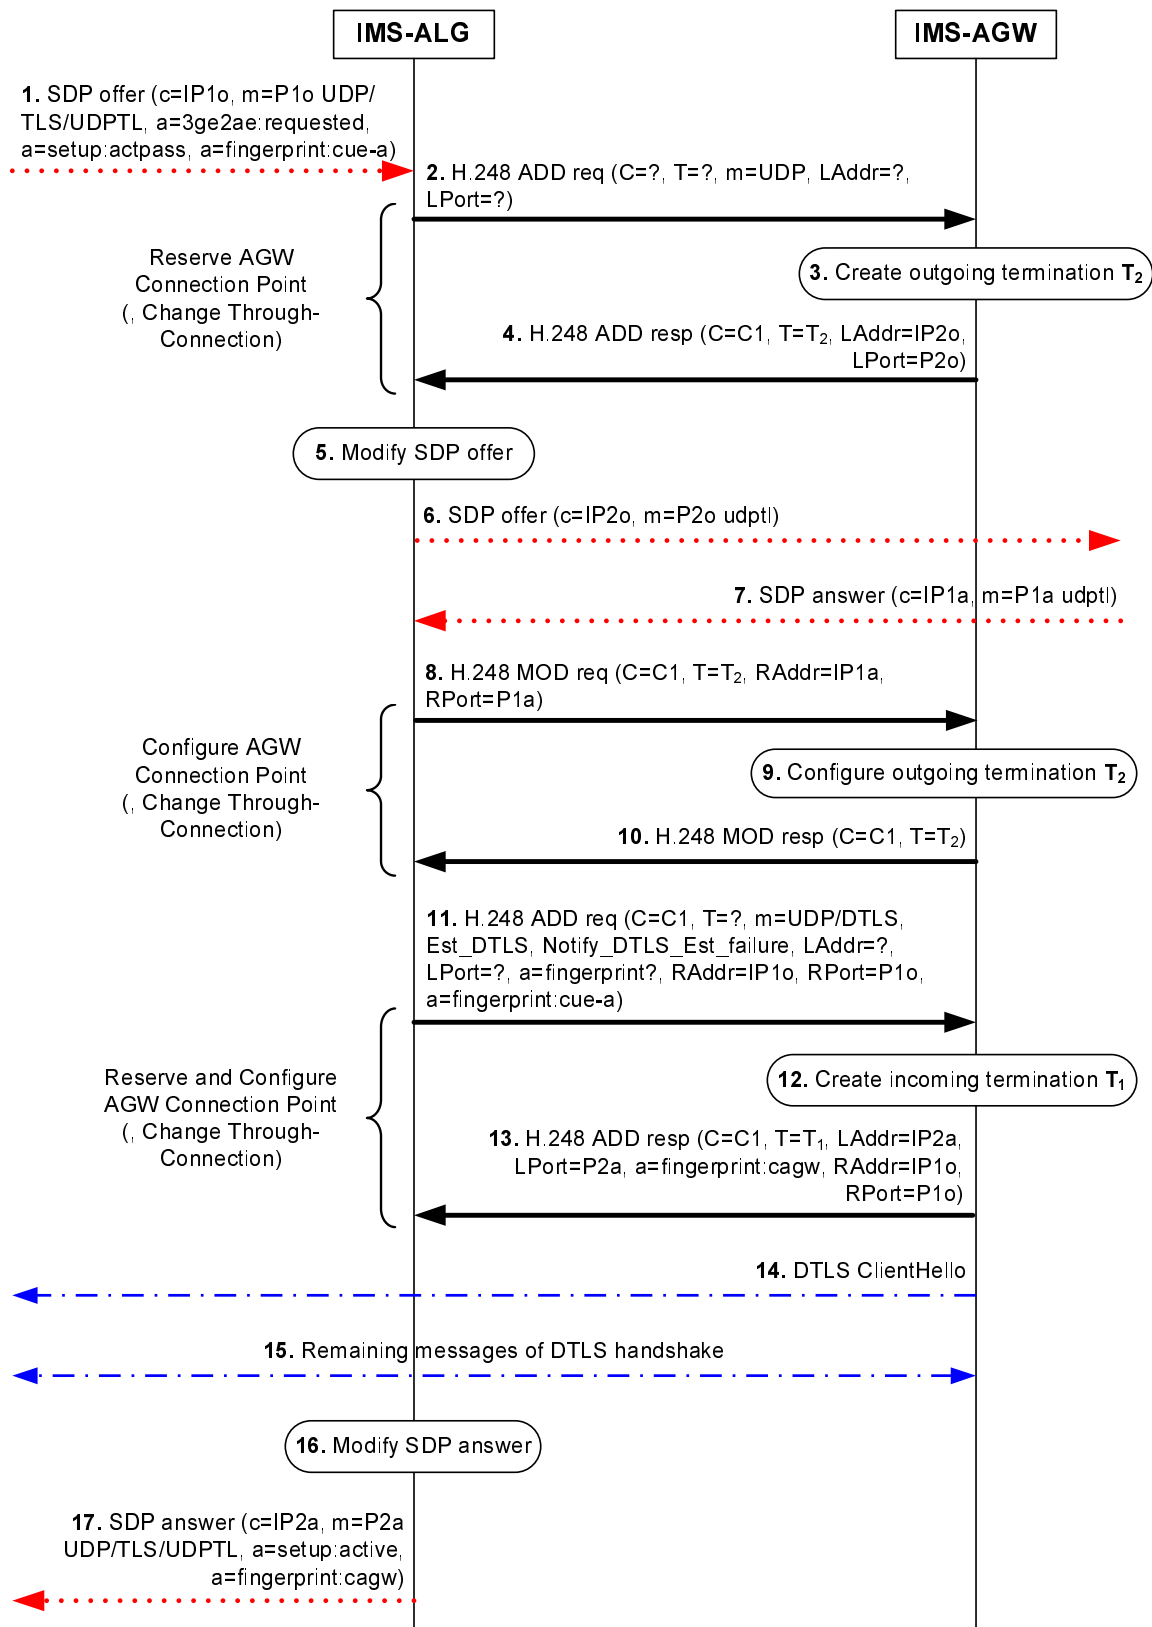 IMS-ALG
IMS-AGW
1. SDP offer (c=IP1o, m=P1o UDP/
TLS/UDPTL, a=3ge2ae:requested,
a=setup:actpass, a=fingerprint:cue-a)
2. H.248 ADD req (C=?, T=?, m=UDP, LAddr=?,
LPort=?)
Reserve AGW
Connection Point
(, Change Through-
Connection)
3. Create outgoing termination T2
4. H.248 ADD resp (C=C1, T=T2, LAddr=IP2o,
LPort=P2o)
5. Modify SDP offer
6. SDP offer (c=IP2o, m=P2o udptl)
7. SDP answer (c=IP1a, m=P1a udptl)
8. H.248 MOD req (C=C1, T=T2, RAddr=IP1a,
RPort=P1a)
Configure AGW
Connection Point
(, Change Through-
Connection)
9. Configure outgoing termination T2
10. H.248 MOD resp (C=C1, T=T2)
11. H.248 ADD req (C=C1, T=?, m=UDP/DTLS,
Est_DTLS, Notify_DTLS_Est_failure, LAddr=?,
LPort=?, a=fingerprint?, RAddr=IP1o, RPort=P1o,
a=fingerprint:cue-a)
Reserve and Configure
AGW Connection Point
(, Change Through-
Connection)
12. Create incoming termination T1
13. H.248 ADD resp (C=C1, T=T1, LAddr=IP2a,
LPort=P2a, a=fingerprint:cagw, RAddr=IP1o,
RPort=P1o)
14. DTLS ClientHello
15. Remaining messages of DTLS handshake
16. Modify SDP answer
17. SDP answer (c=IP2a, m=P2a
UDP/TLS/UDPTL, a=setup:active,
a=fingerprint:cagw)